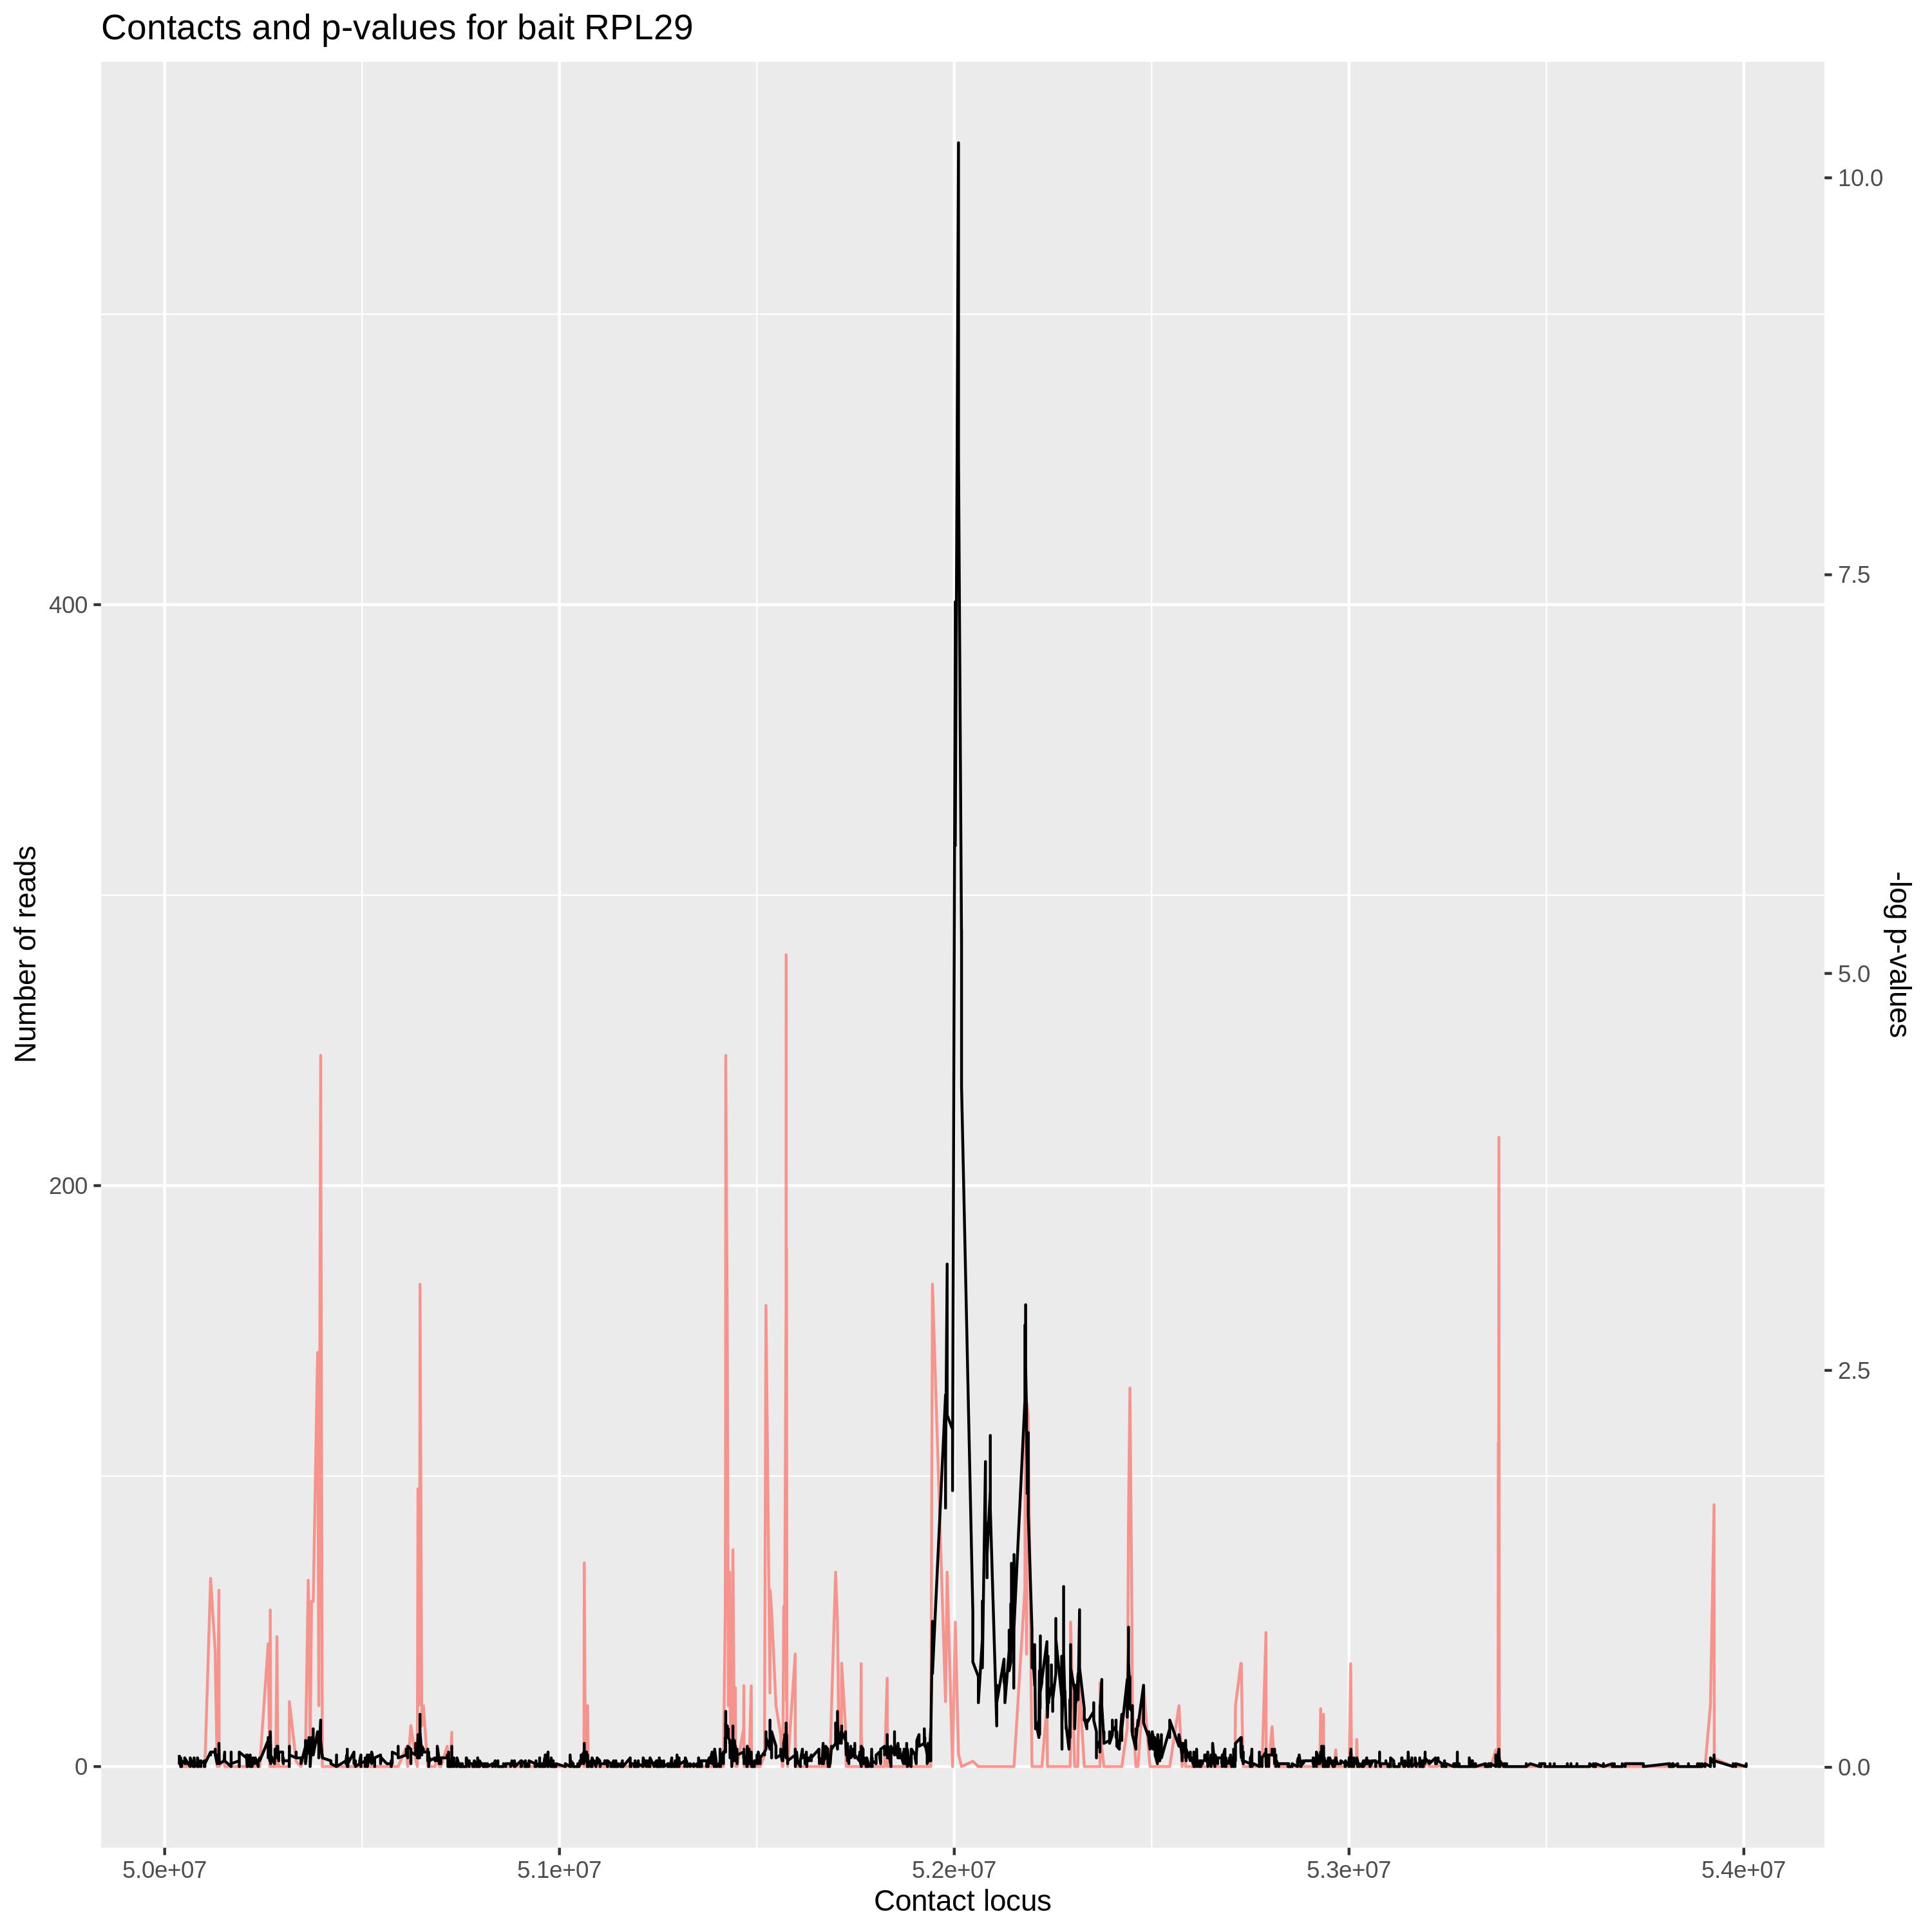 Contacts and p-values for bait RPL29
Number of reads
400
200
0
10.0
7.5
5.0
2.5
0.0
-log p-values
5.0e+07
5.1e+07
5.2e+07
5.3e+07
5.4e+07
Contact locus